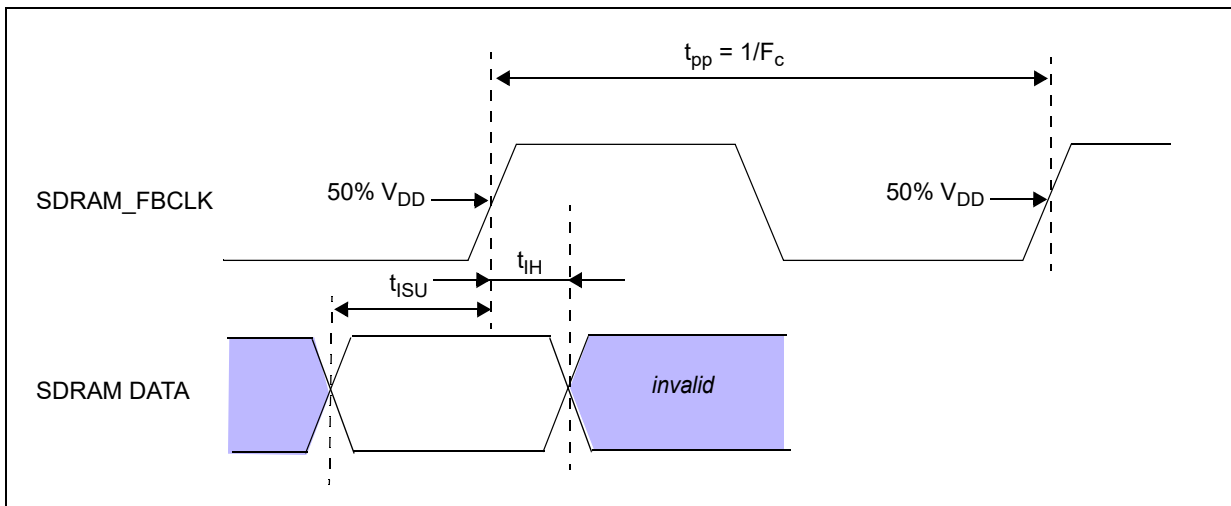 t_pp = 1/F_c
SDRAM_FBCLK
50% V_DD
50% V_DD
t_IH
t_ISU
SDRAM DATA
invalid